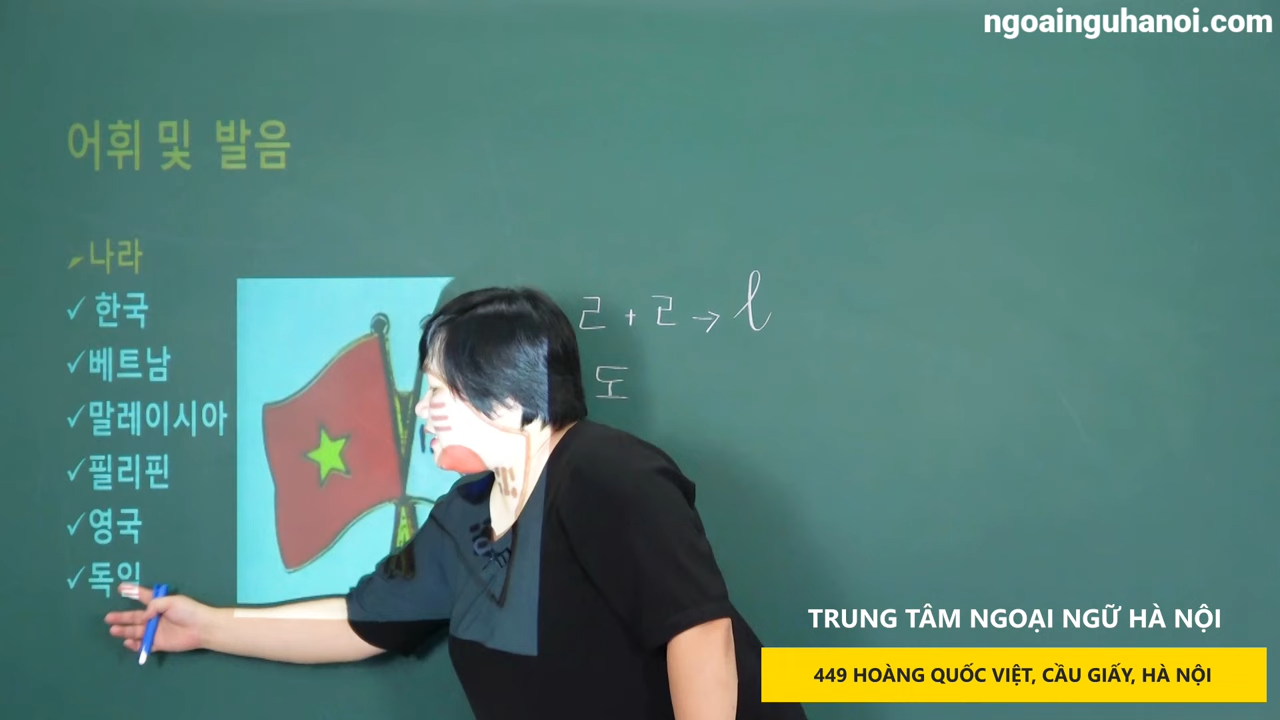 ngoainguhanoi.com
어휘 및 발음
나라
✓ 한국
✓ 베트남
✓ 말레이시아
✓ 필리핀
✓ 영국
✓ 독일
ㄹ + ㄹ → l
도
TRUNG TÂM NGOẠI NGỮ HÀ NỘI
449 HOÀNG QUỐC VIỆT, CẦU GIẤY, HÀ NỘI